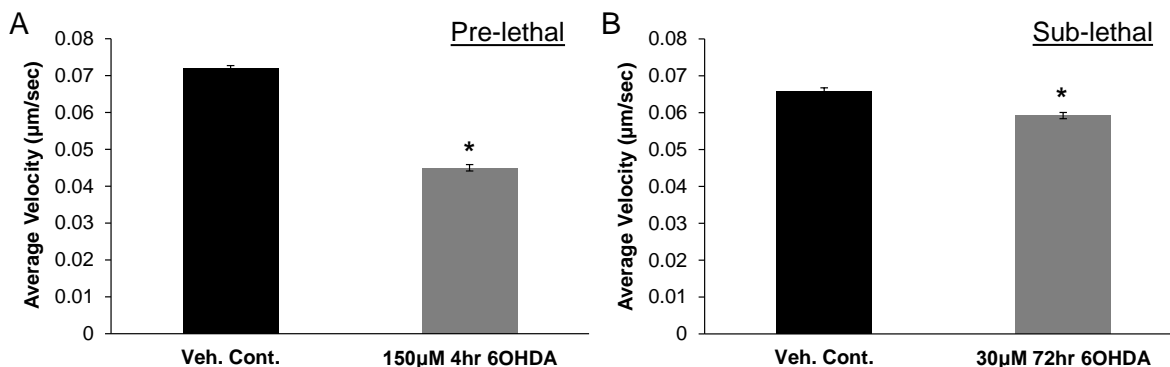 A
Pre-lethal
Average Velocity (µm/sec)
0.08
0.07
0.06
0.05
0.04
0.03
0.02
0.01
0
*
Veh. Cont.
150µM 4hr 6OHDA
B
Sub-lethal
Average Velocity (µm/sec)
0.08
0.07
0.06
0.05
0.04
0.03
0.02
0.01
0
*
Veh. Cont.
30µM 72hr 6OHDA